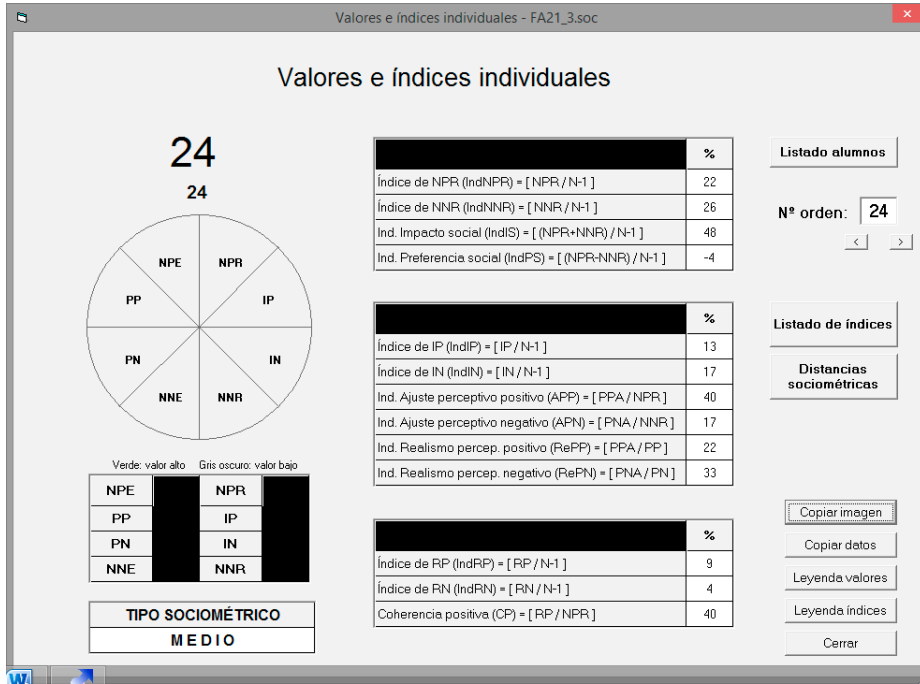 Valores e índices individuales - FA21_3.soc
Valores e índices individuales
24
24
NPE
NPR
PP
IP
PN
IN
NNE
NNR
Verde: valor alto Gris oscuro: valor bajo
NPE NPR
PP IP
PN IN
NNE NNR
TIPO SOCIOMÉTRICO
MEDIO
%
Índice de NPR (IndNPR) = [ NPR / N-1 ] 22
Índice de NNR (IndNNR) = [ NNR / N-1 ] 26
Ind. Impacto social (IndIS) = [ (NPR+NNR) / N-1 ] 48
Ind. Preferencia social (IndPS) = [ (NPR-NNR) / N-1 ] -4
%
Índice de IP (IndIP) = [ IP / N-1 ] 13
Índice de IN (IndIN) = [ IN / N-1 ] 17
Ind. Ajuste perceptivo positivo (APP) = [ PPA / NPR ] 40
Ind. Ajuste perceptivo negativo (APN) = [ PNA / NNR ] 17
Ind. Realismo percep. positivo (RePP) = [ PPA / PP ] 22
Ind. Realismo percep. negativo (RePN) = [ PNA / PN ] 33
%
Índice de RP (IndRP) = [ RP / N-1 ] 9
Índice de RN (IndRN) = [ RN / N-1 ] 4
Coherencia positiva (CP) = [ RP / NPR ] 40
Listado alumnos
Nº orden: 24
< >
Listado de índices
Distancias
sociométricas
Copiar imagen
Copiar datos
Leyenda valores
Leyenda índices
Cerrar